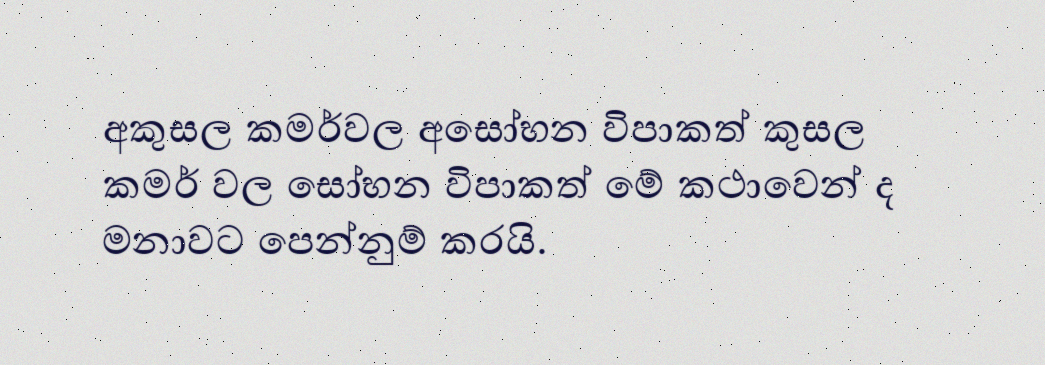 අකුසල කමර්වල අසෝභන විපාකත් කුසල
කමර් වල සෝභන විපාකත් මේ කථාවෙන් ද
මනාවට පෙන්නුම් කරයි.